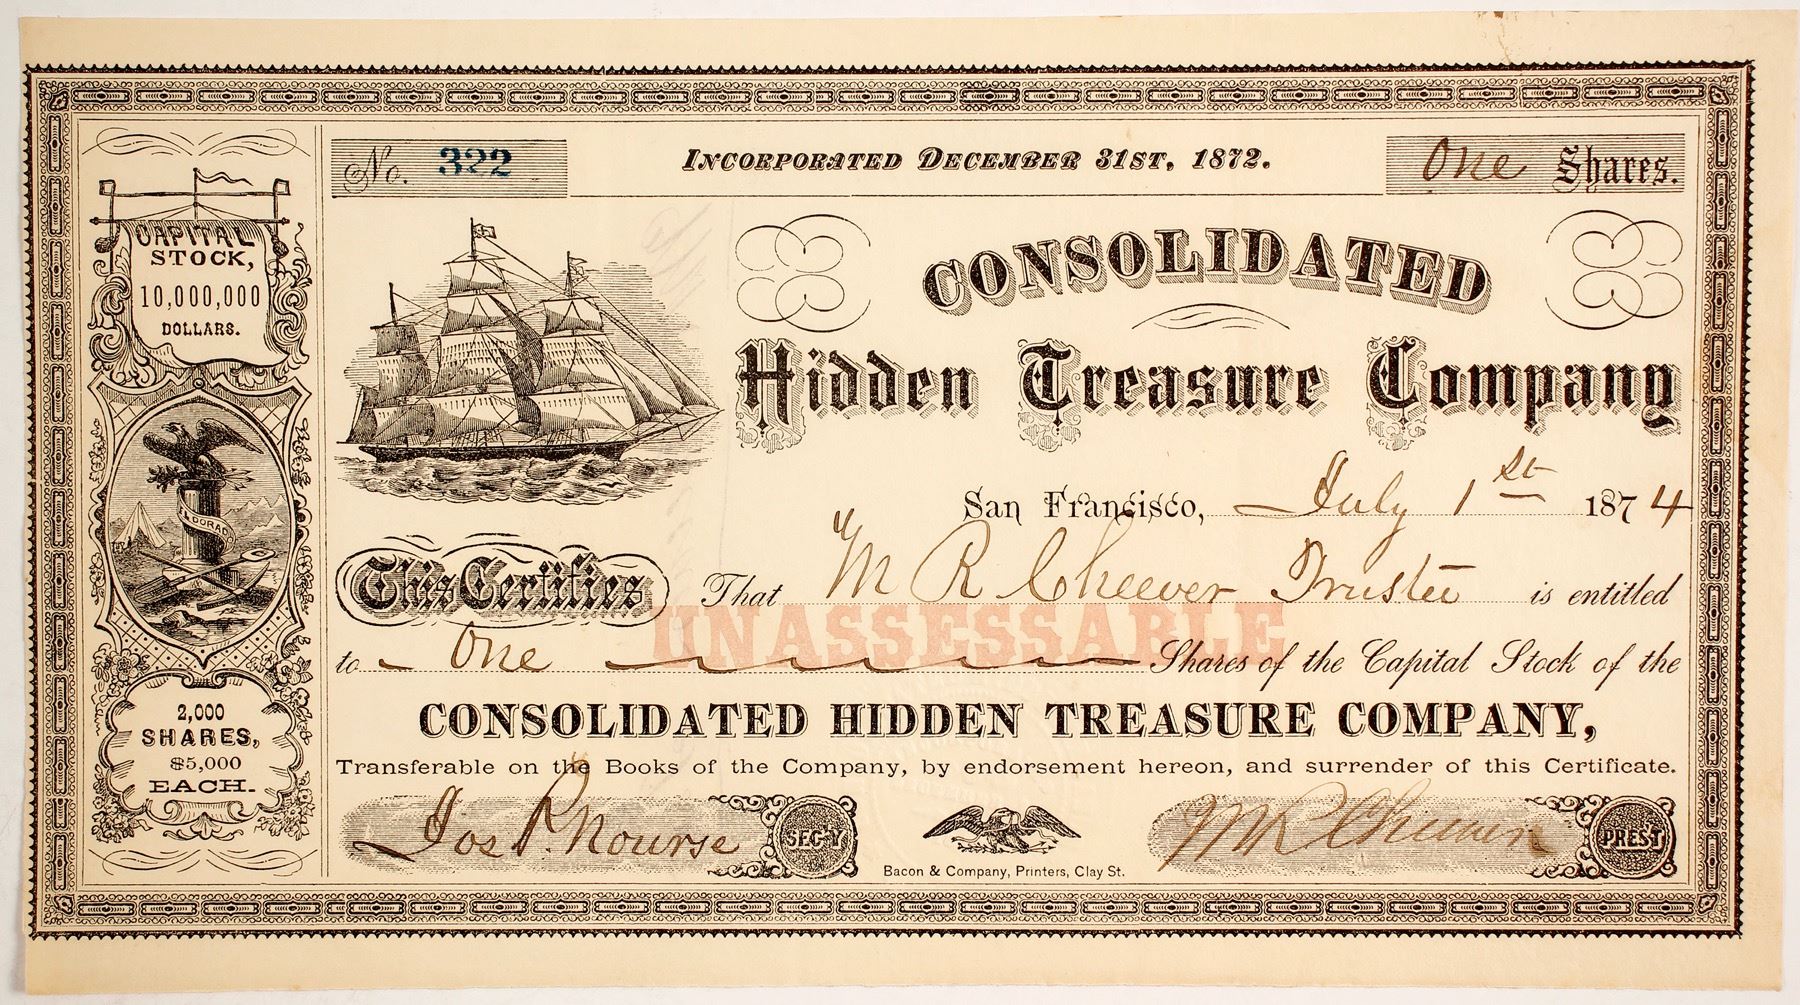 No. 322
INCORPORATED DECEMBER 31ST, 1872.
One Shares.
CAPITAL
STOCK,
10,000,000
DOLLARS.
CONSOLIDATED
Hidden Treasure Company
San Francisco, July 1st 1874
EL DORADO
This Certifies That M R Cheever Trustee is entitled
UNASSESSABLE
to One Shares of the Capital Stock of the
CONSOLIDATED HIDDEN TREASURE COMPANY,
Transferable on the Books of the Company, by endorsement hereon, and surrender of this Certificate.
2,000
SHARES,
$5,000
EACH.
Jos P. Nourse SEC'Y
M R Cheever PREST
Bacon & Company, Printers, Clay St.